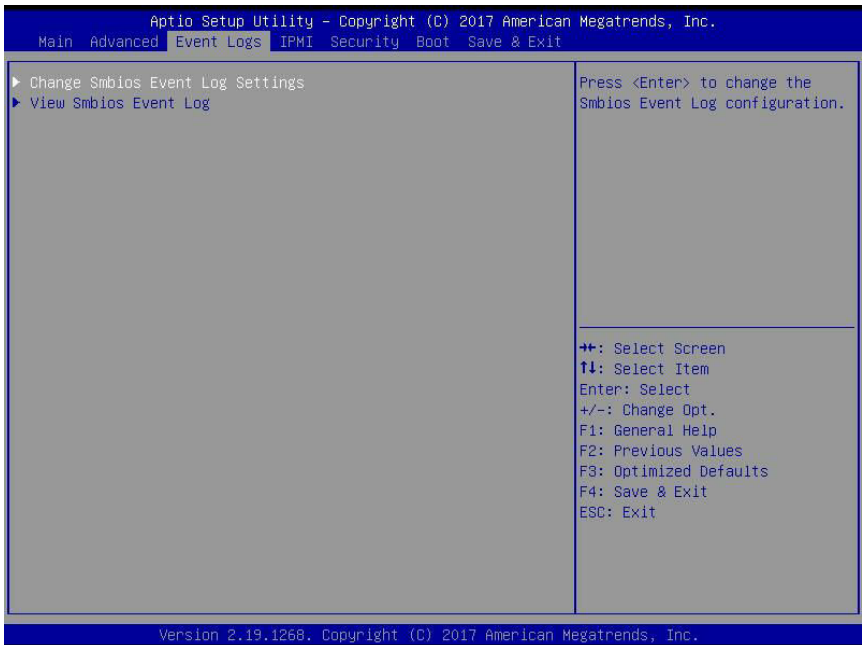 Aptio Setup Utility – Copyright (C) 2017 American Megatrends, Inc.
Main Advanced Event Logs IPMI Security Boot Save & Exit
▶ Change Smbios Event Log Settings
▶ View Smbios Event Log
Press <Enter> to change the
Smbios Event Log configuration.
→←: Select Screen
↑↓: Select Item
Enter: Select
+/-: Change Opt.
F1: General Help
F2: Previous Values
F3: Optimized Defaults
F4: Save & Exit
ESC: Exit
Version 2.19.1268. Copyright (C) 2017 American Megatrends, Inc.